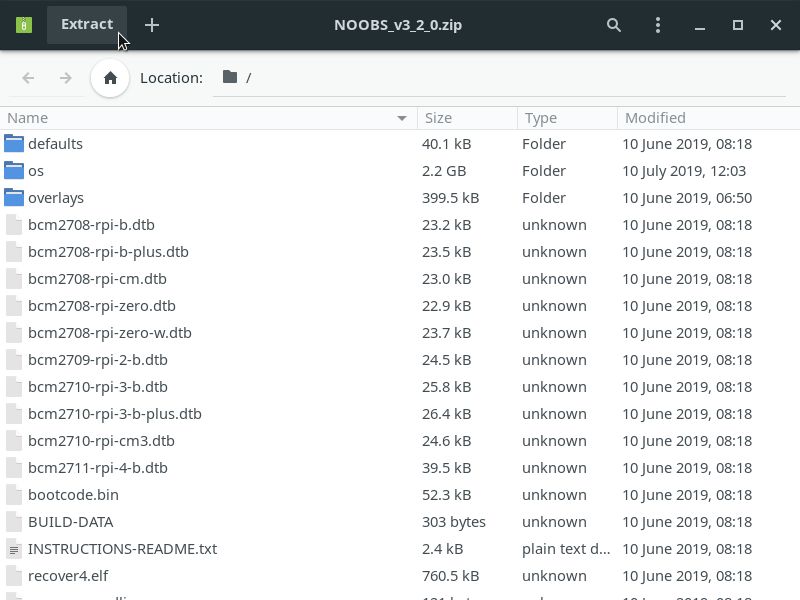 Extract NOOBS_v3_2_0.zip
Location: /
Name Size Type Modified
defaults 40.1 kB Folder 10 June 2019, 08:18
os 2.2 GB Folder 10 July 2019, 12:03
overlays 399.5 kB Folder 10 June 2019, 06:50
bcm2708-rpi-b.dtb 23.2 kB unknown 10 June 2019, 08:18
bcm2708-rpi-b-plus.dtb 23.5 kB unknown 10 June 2019, 08:18
bcm2708-rpi-cm.dtb 23.0 kB unknown 10 June 2019, 08:18
bcm2708-rpi-zero.dtb 22.9 kB unknown 10 June 2019, 08:18
bcm2708-rpi-zero-w.dtb 23.7 kB unknown 10 June 2019, 08:18
bcm2709-rpi-2-b.dtb 24.5 kB unknown 10 June 2019, 08:18
bcm2710-rpi-3-b.dtb 25.8 kB unknown 10 June 2019, 08:18
bcm2710-rpi-3-b-plus.dtb 26.4 kB unknown 10 June 2019, 08:18
bcm2710-rpi-cm3.dtb 24.6 kB unknown 10 June 2019, 08:18
bcm2711-rpi-4-b.dtb 39.5 kB unknown 10 June 2019, 08:18
bootcode.bin 52.3 kB unknown 10 June 2019, 08:18
BUILD-DATA 303 bytes unknown 10 June 2019, 08:18
INSTRUCTIONS-README.txt 2.4 kB plain text d... 10 June 2019, 08:18
recover4.elf 760.5 kB unknown 10 June 2019, 08:18